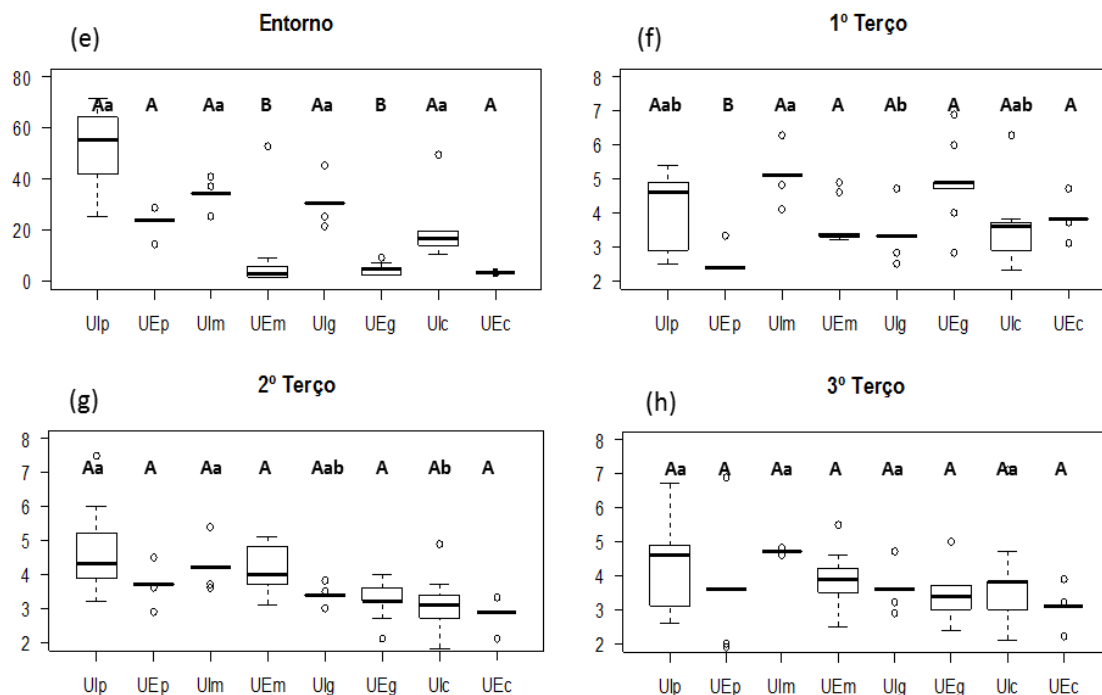 (e) Entorno
80
60
40
20
0
Aa A Aa B Aa B Aa A
UIp UEp UIm UEm UIg UEg UIc UEc
(f) 1º Terço
8
7
6
5
4
3
2
Aab B Aa A Ab A Aab A
UIp UEp UIm UEm UIg UEg UIc UEc
(g) 2º Terço
8
7
6
5
4
3
2
Aa A Aa A Aab A Ab A
UIp UEp UIm UEm UIg UEg UIc UEc
(h) 3º Terço
8
7
6
5
4
3
2
Aa A Aa A Aa A Aa A
UIp UEp UIm UEm UIg UEg UIc UEc